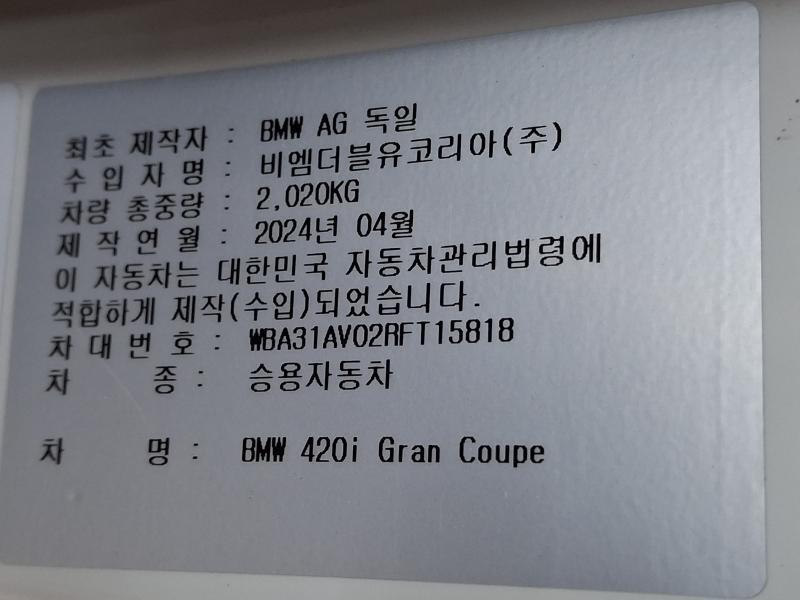 최초 제작자 : BMW AG 독일
수 입 자 명 : 비엠더블유코리아(주)
차량 총중량 : 2,020KG
제 작 연 월 : 2024년 04월
이 자동차는 대한민국 자동차관리법령에
적합하게 제작(수입)되었습니다.
차 대 번 호 : WBA31AV02RFT15818
차 종 : 승용자동차
차 명 : BMW 420i Gran Coupe